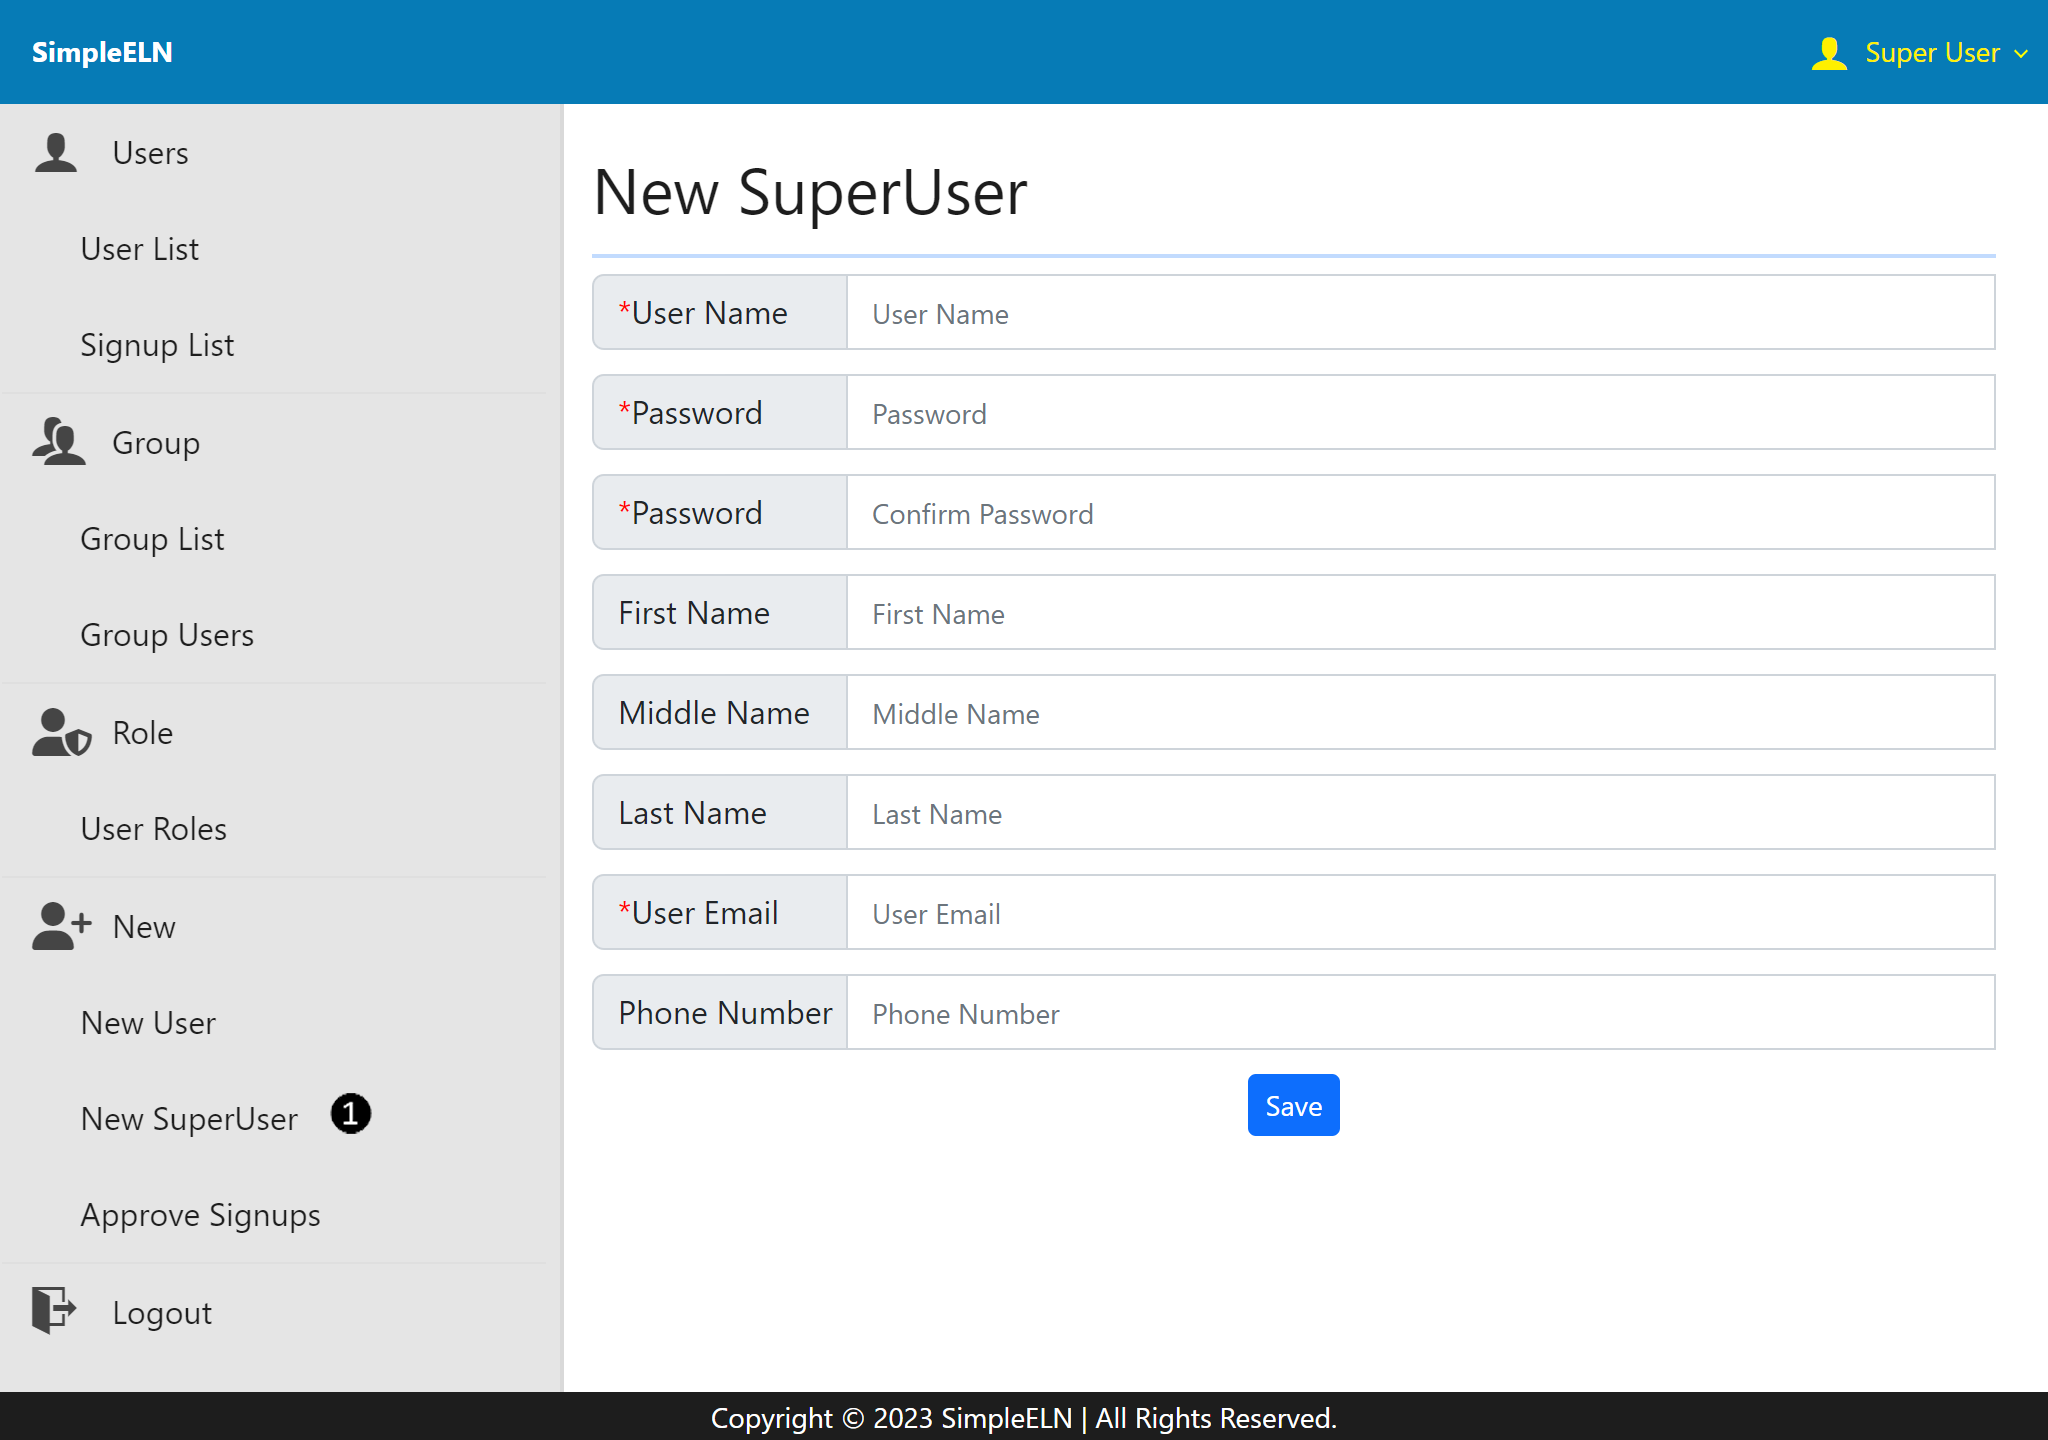 SimpleELN
Super User
Users
User List
Signup List
Group
Group List
Group Users
Role
User Roles
New
New User
New SuperUser 1
Approve Signups
Logout
New SuperUser
*User Name User Name
*Password Password
*Password Confirm Password
First Name First Name
Middle Name Middle Name
Last Name Last Name
*User Email User Email
Phone Number Phone Number
Save
Copyright © 2023 SimpleELN | All Rights Reserved.